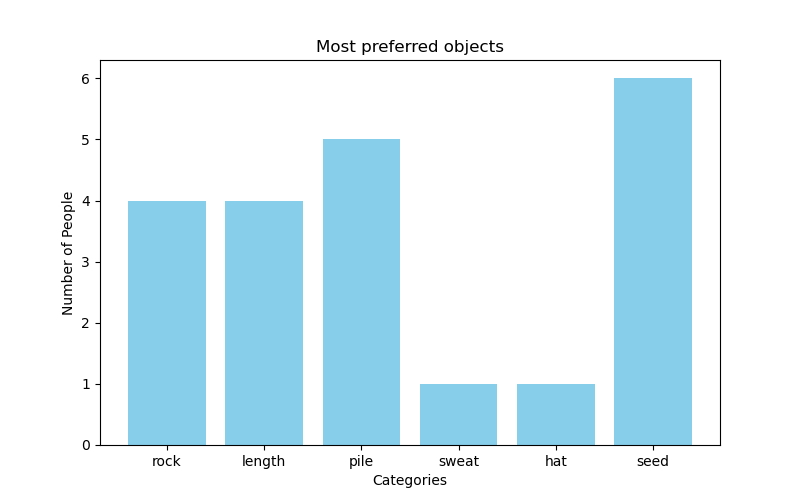 Most preferred objects
Number of People
6
5
4
3
2
1
0
rock length pile sweat hat seed
Categories